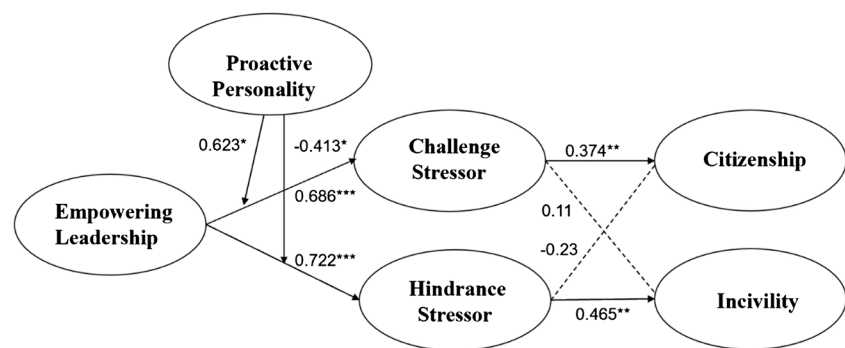 Proactive
Personality
0.623*
-0.413*
Challenge
Stressor
0.374**
Citizenship
0.686***
Empowering
Leadership
0.11
-0.23
0.722***
Hindrance
Stressor
0.465**
Incivility